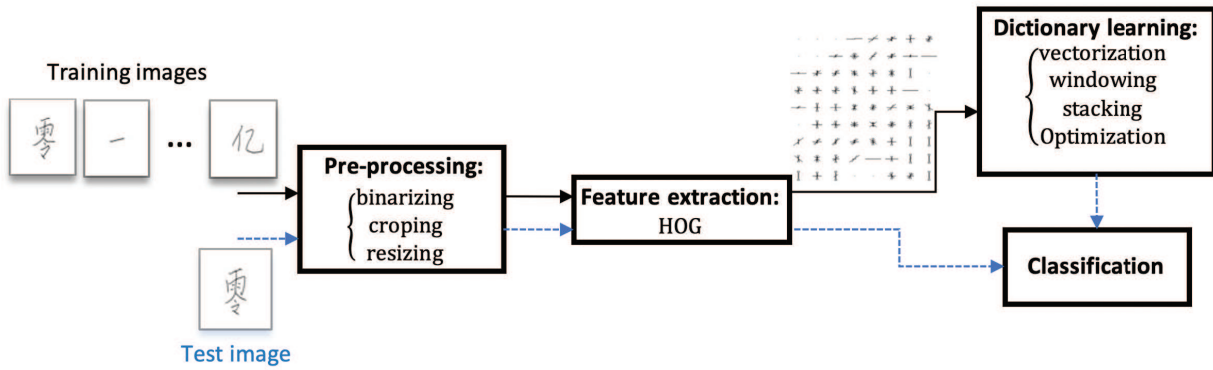 Training images
零 一 ... 亿
Test image
零
Pre-processing:
binarizing
croping
resizing
Feature extraction:
HOG
Dictionary learning:
vectorization
windowing
stacking
Optimization
Classification